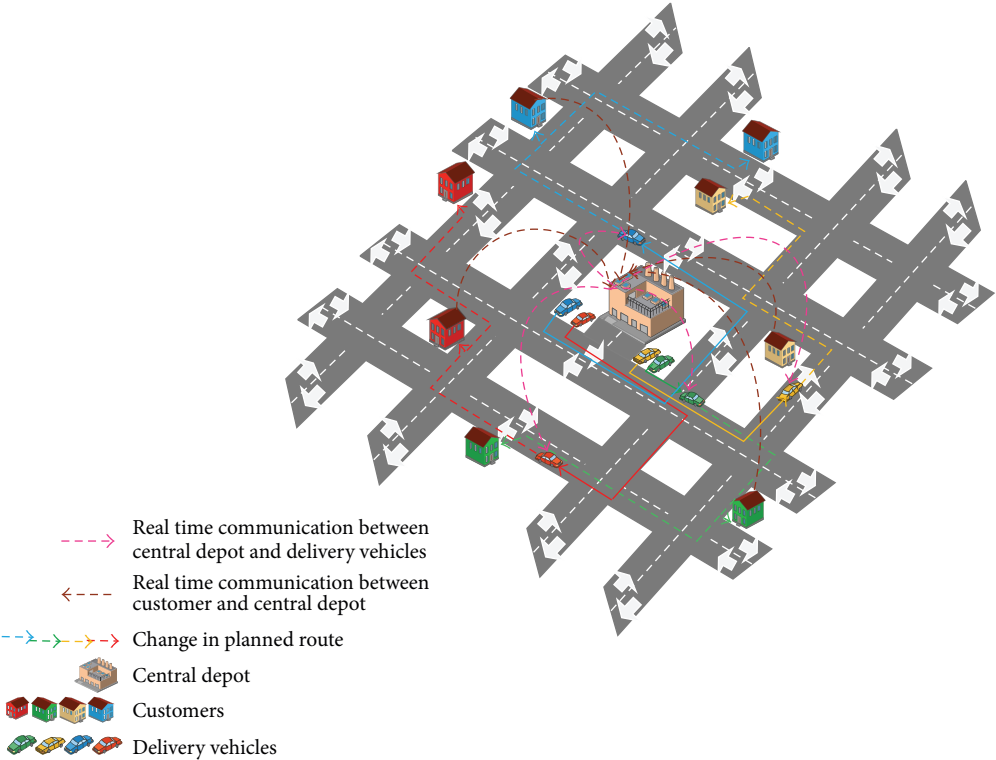 Real time communication between
central depot and delivery vehicles
Real time communication between
customer and central depot
Change in planned route
Central depot
Customers
Delivery vehicles